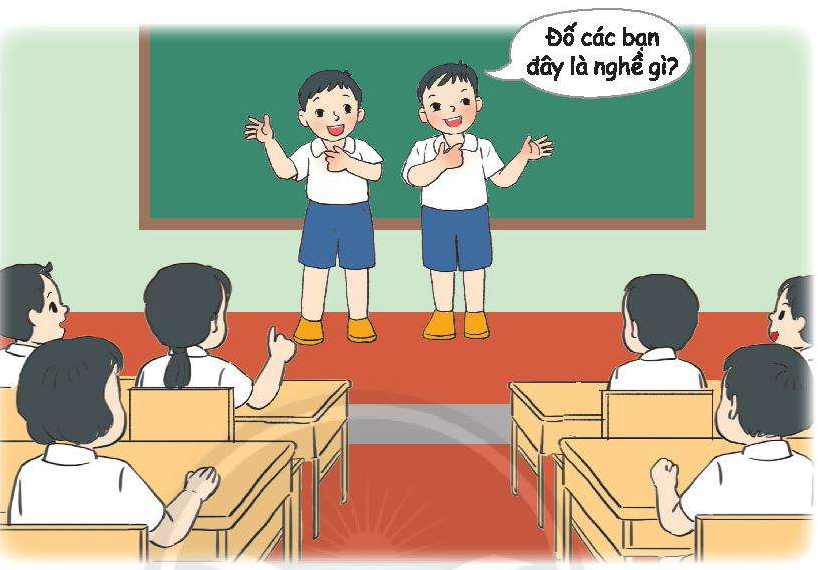 Đố các bạn
đây là nghề gì?